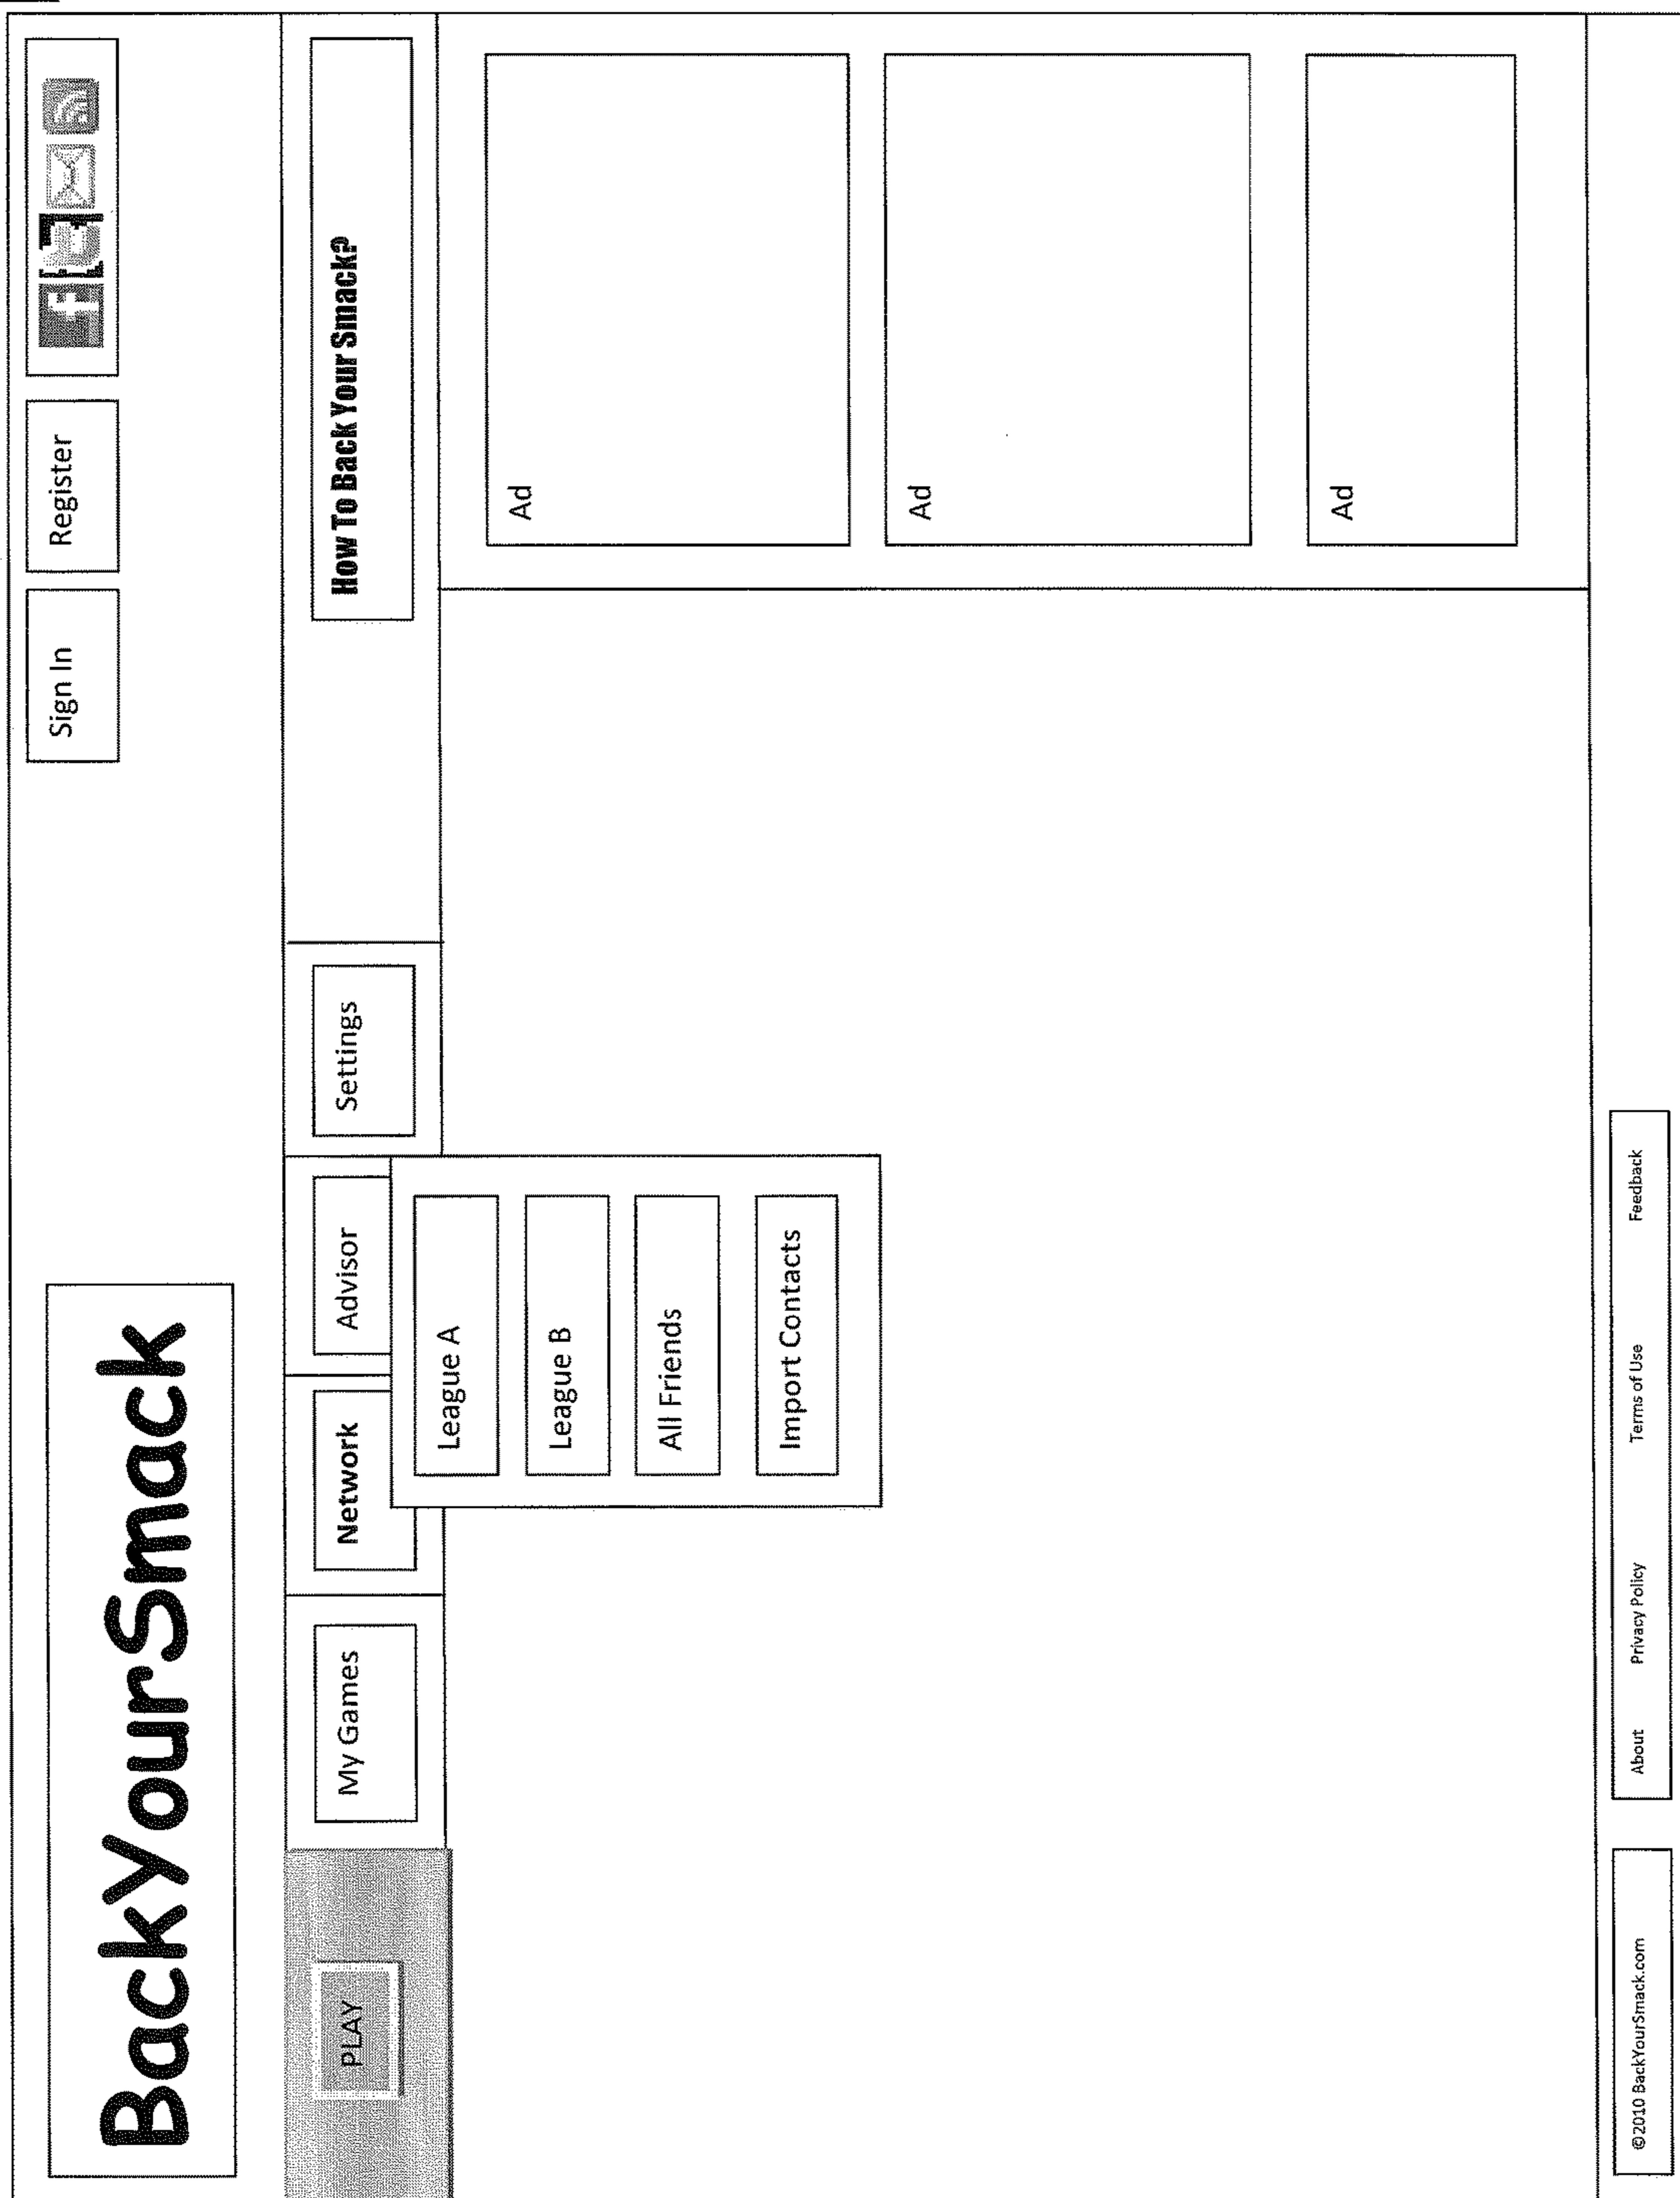 BackYourSmack
Sign In
Register
PLAY
My Games
Network
Advisor
Settings
How To Back Your Smack?
League A
League B
All Friends
Import Contacts
Ad
Ad
Ad
©2010 BackYourSmack.com
About Privacy Policy Terms of Use Feedback